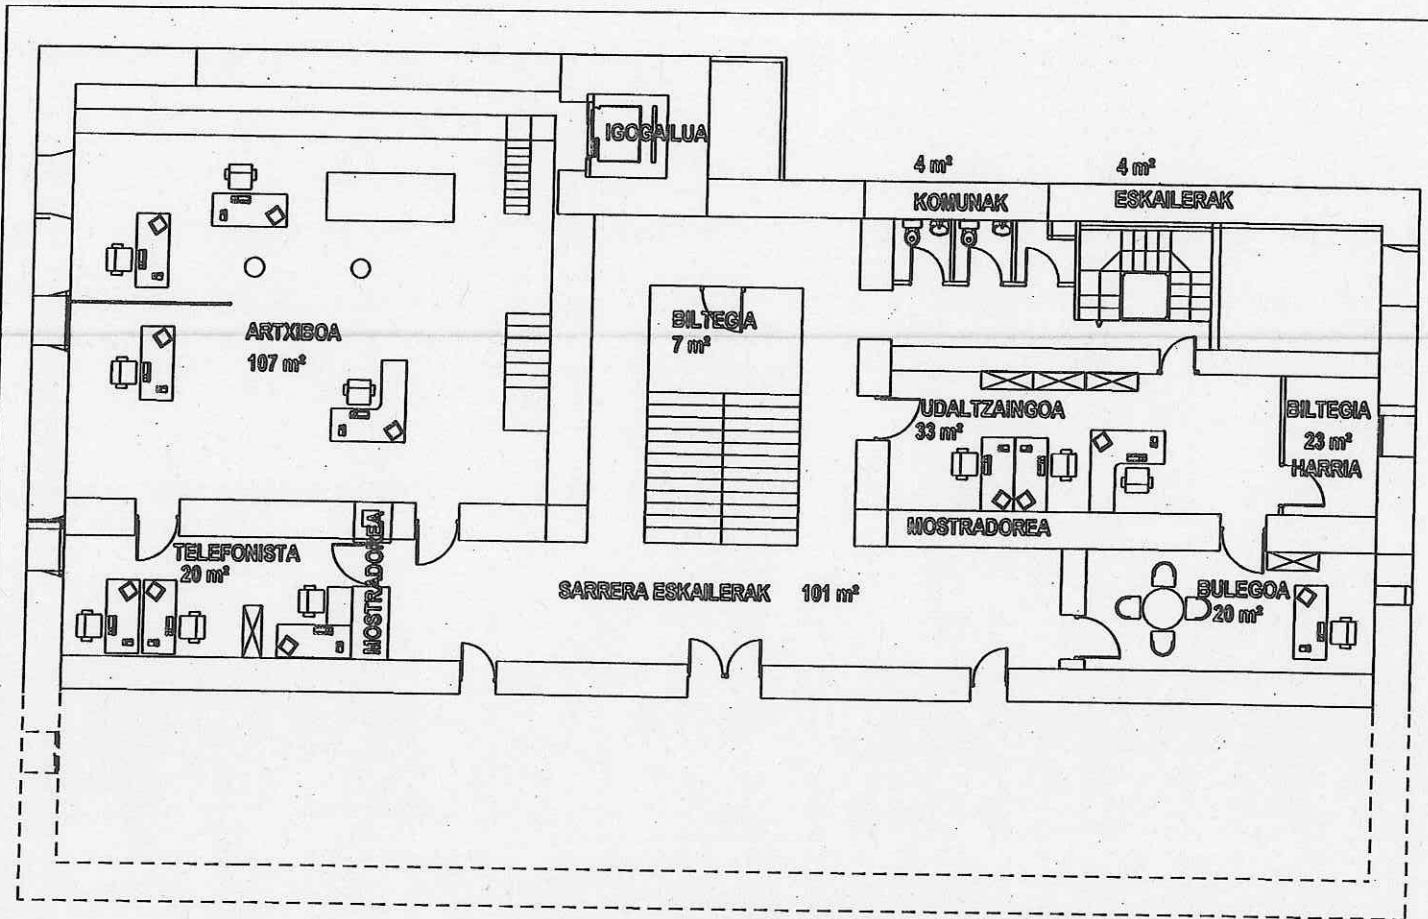 IGOGAILUA
4 m²
KOMUNAK
4 m²
ESKAILERAK
ARTXIBOA
107 m²
BILTEGIA
7 m²
UDALTZAINGOA
33 m²
BILTEGIA
23 m²
HARRIA
MOSTRADOREA
TELEFONISTA
20 m²
MOSTRADOREA
SARRERA ESKAILERAK 101 m²
BULEGOA
20 m²